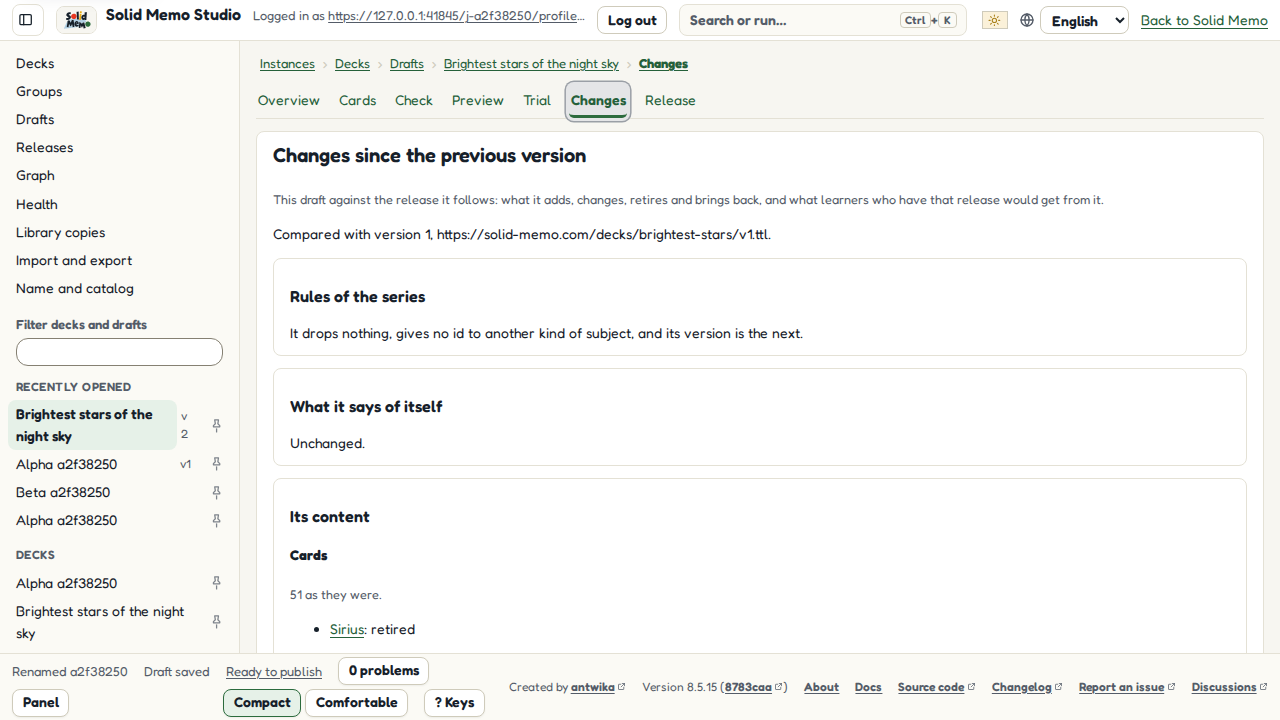 Solid Memo
Solid Memo Studio
Logged in as https://127.0.0.1:41845/j-a2f38250/profile...
Log out
Search or run... Ctrl+K
English
Back to Solid Memo
Decks
Groups
Drafts
Releases
Graph
Health
Library copies
Import and export
Name and catalog
Filter decks and drafts
RECENTLY OPENED
Brightest stars of the night sky v 2
Alpha a2f38250 v1
Beta a2f38250
Alpha a2f38250
DECKS
Alpha a2f38250
Brightest stars of the night sky
Instances › Decks › Drafts › Brightest stars of the night sky › Changes
Overview Cards Check Preview Trial Changes Release
Changes since the previous version
This draft against the release it follows: what it adds, changes, retires and brings back, and what learners who have that release would get from it.
Compared with version 1, https://solid-memo.com/decks/brightest-stars/v1.ttl.
Rules of the series
It drops nothing, gives no id to another kind of subject, and its version is the next.
What it says of itself
Unchanged.
Its content
Cards
51 as they were.
• Sirius: retired
Renamed a2f38250 Draft saved Ready to publish 0 problems
Panel Compact Comfortable ? Keys
Created by antwika Version 8.5.15 (8783caa) About Docs Source code Changelog Report an issue Discussions